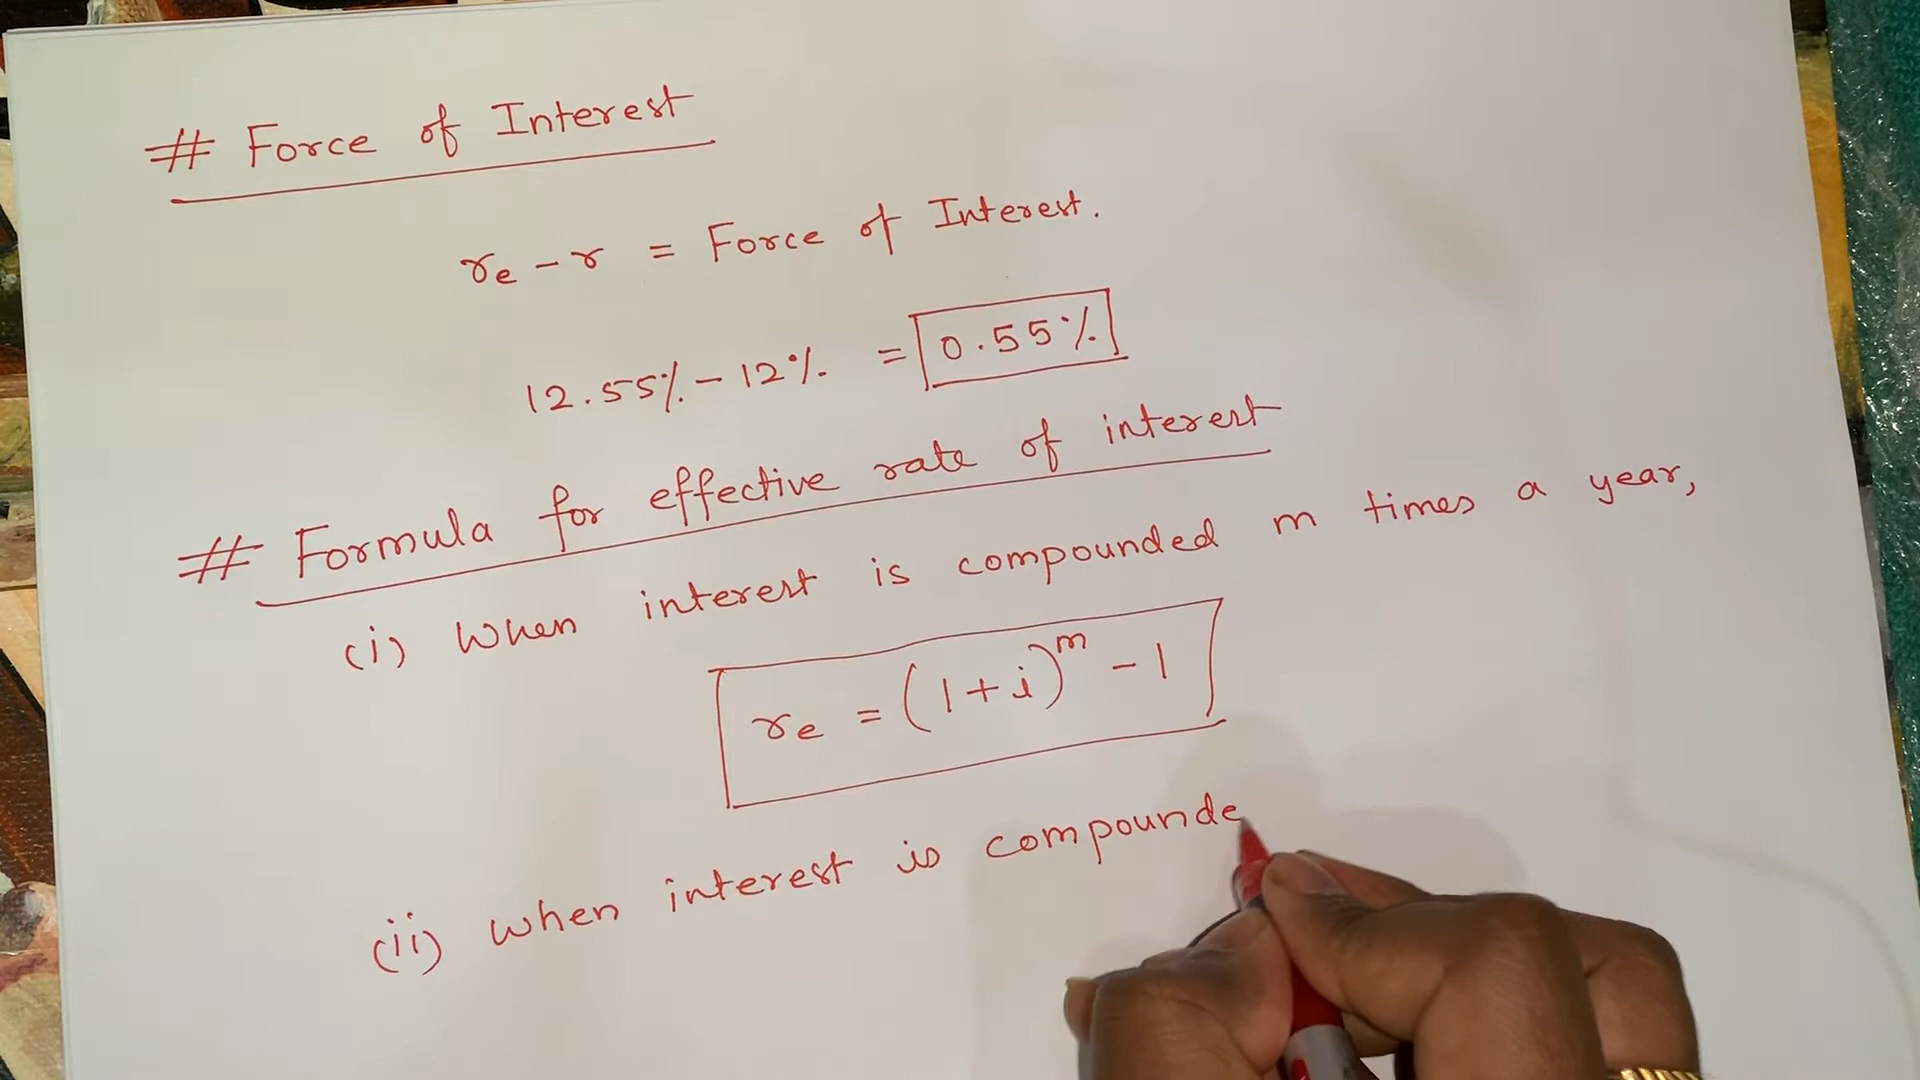 # Force of Interest
re - r = Force of Interest.
12.55% - 12% = 0.55%
# Formula for effective rate of interest
(i) When interest is compounded m times a year,
re = (1+i)^m - 1
(ii) when interest is compounde